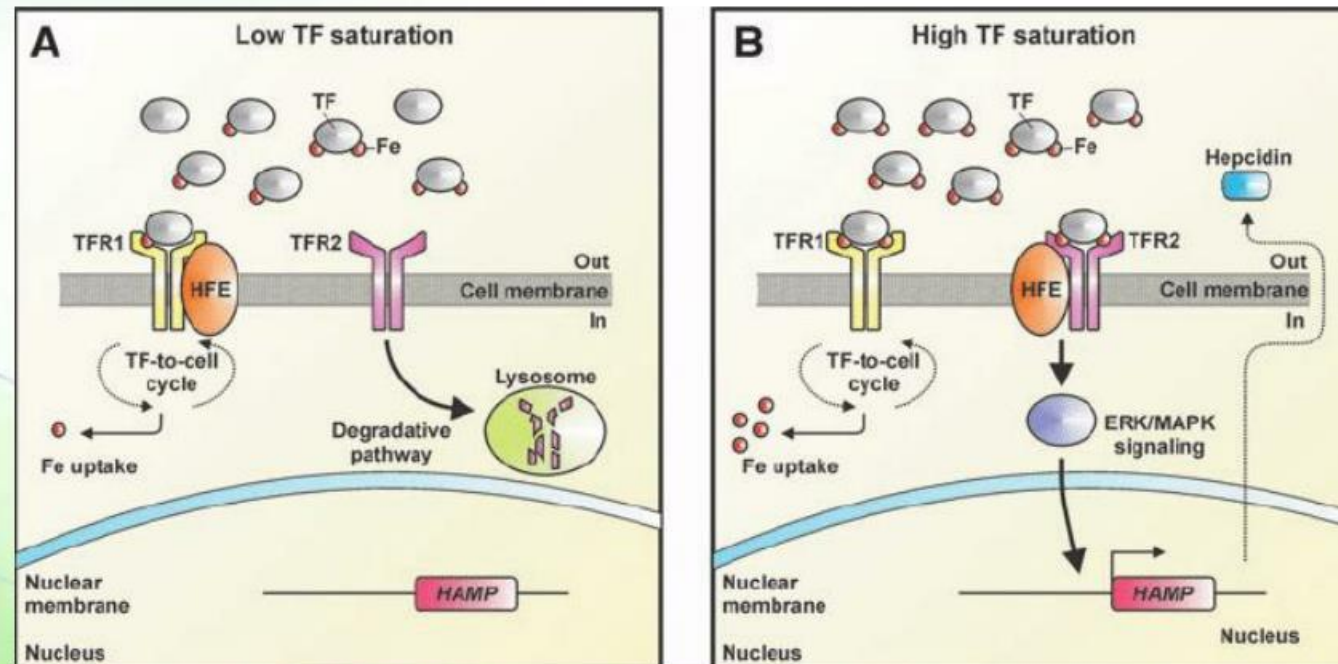 A
Low TF saturation
TF
Fe
TFR1
TFR2
HFE
Out
Cell membrane
In
TF-to-cell
cycle
Fe uptake
Degradative
pathway
Lysosome
Nuclear
membrane
HAMP
Nucleus
B
High TF saturation
TF
Fe
Hepcidin
TFR1
TFR2
HFE
Out
Cell membrane
In
TF-to-cell
cycle
Fe uptake
ERK/MAPK
signaling
Nuclear
membrane
HAMP
Nucleus
Nucleus